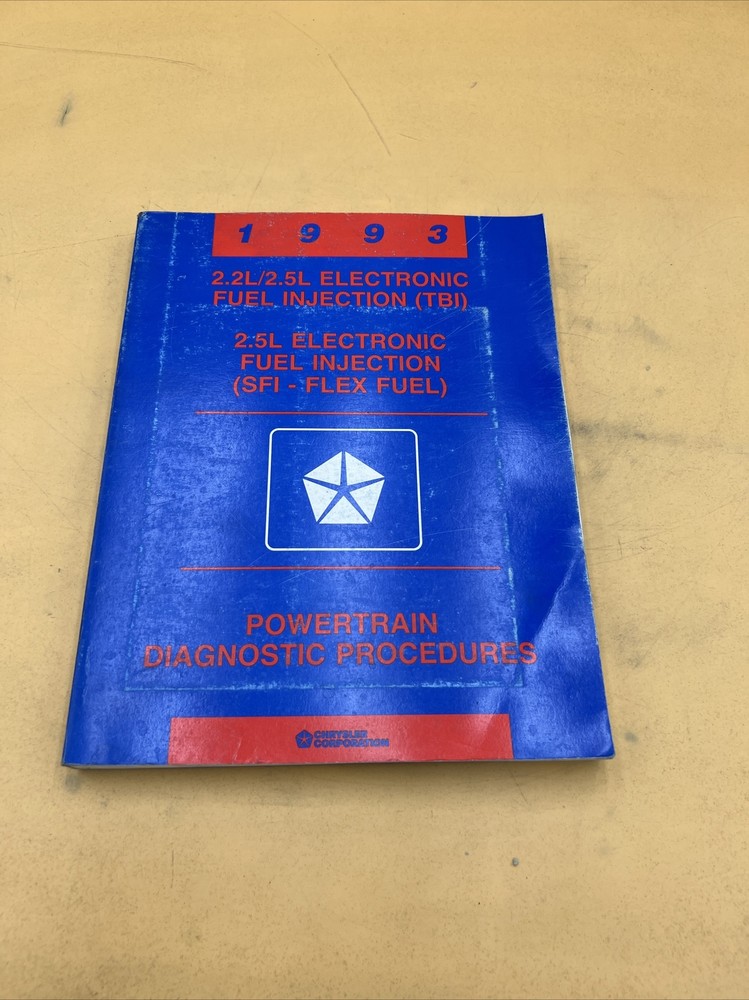 1 9 9 3
2.2L/2.5L ELECTRONIC
FUEL INJECTION (TBI)
2.5L ELECTRONIC
FUEL INJECTION
(SFI - FLEX FUEL)
POWERTRAIN
DIAGNOSTIC PROCEDURES
CHRYSLER
CORPORATION